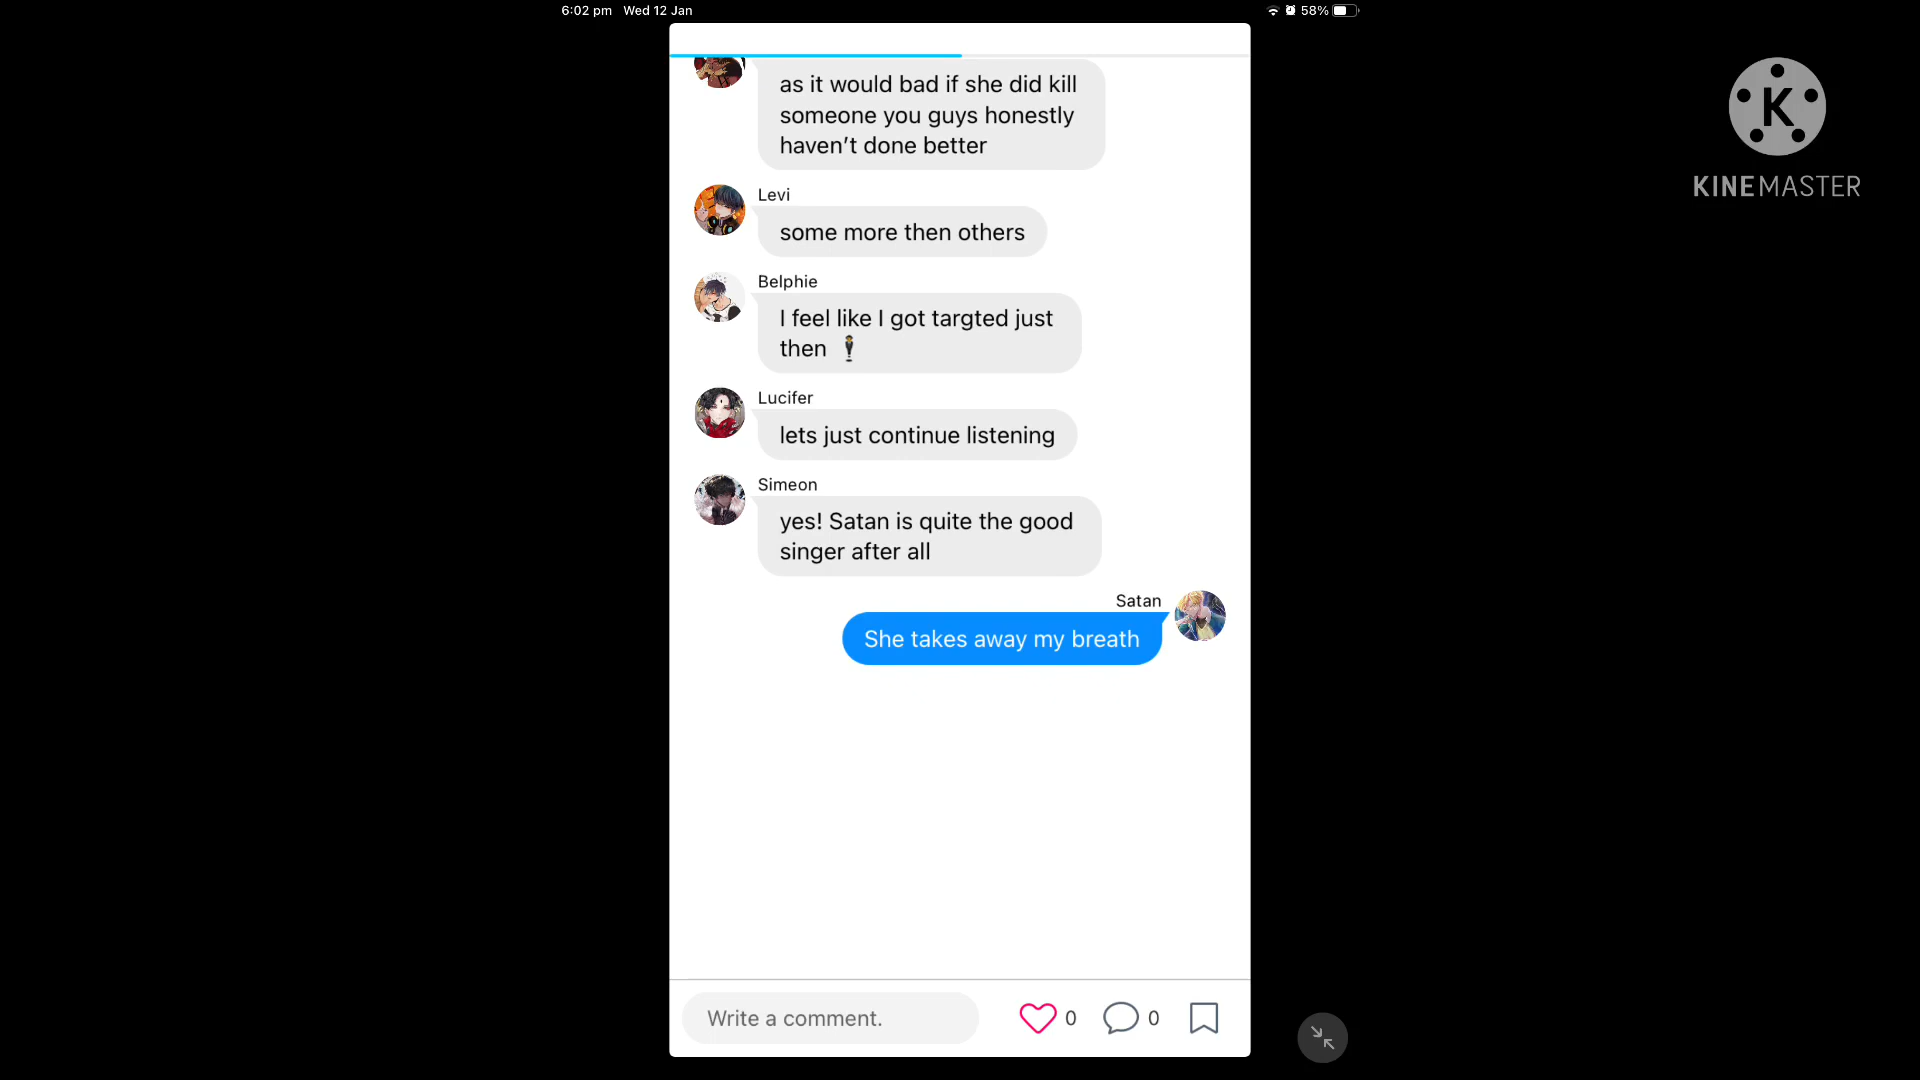 6:02 pm Wed 12 Jan
58%
as it would bad if she did kill
someone you guys honestly
haven’t done better
Levi
some more then others
Belphie
I feel like I got targted just
then 🕴
Lucifer
lets just continue listening
Simeon
yes! Satan is quite the good
singer after all
Satan
She takes away my breath
Write a comment.
0
0
K
KINEMASTER